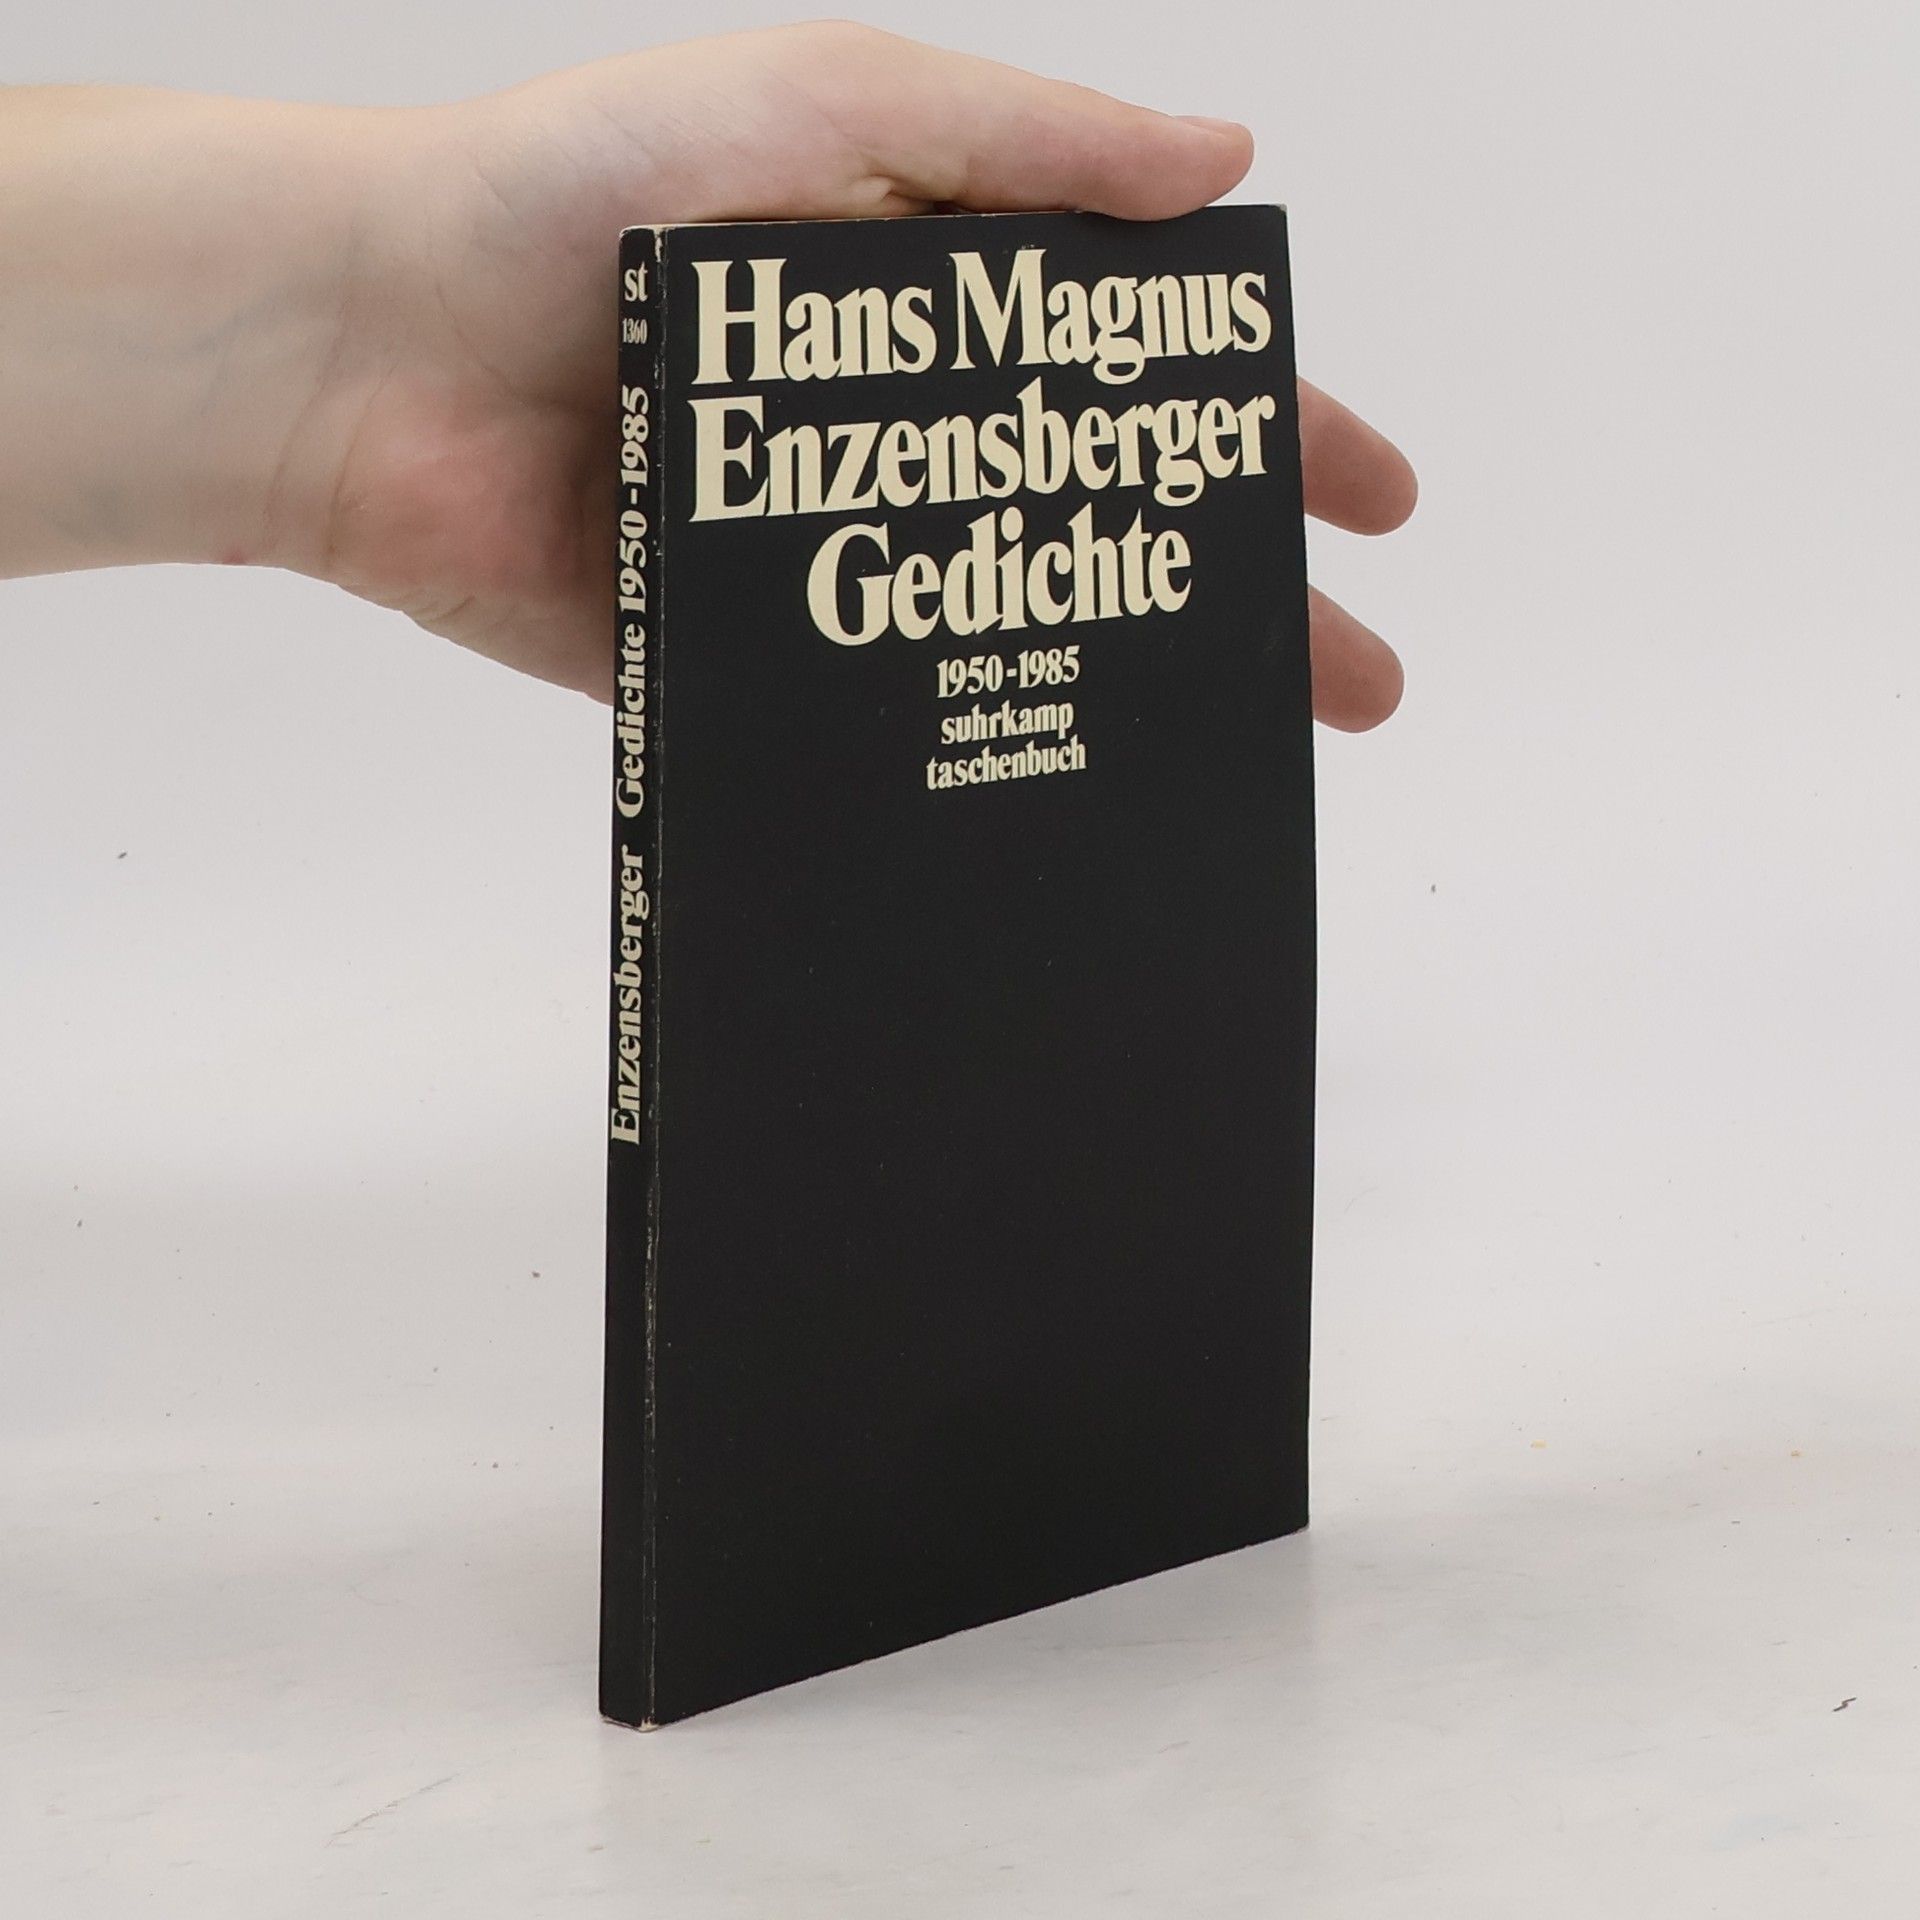 Hans Magnus
Enzensberger
Gedichte
1950-1985
suhrkamp
taschenbuch
st
1360
Enzensberger Gedichte 1950-1985